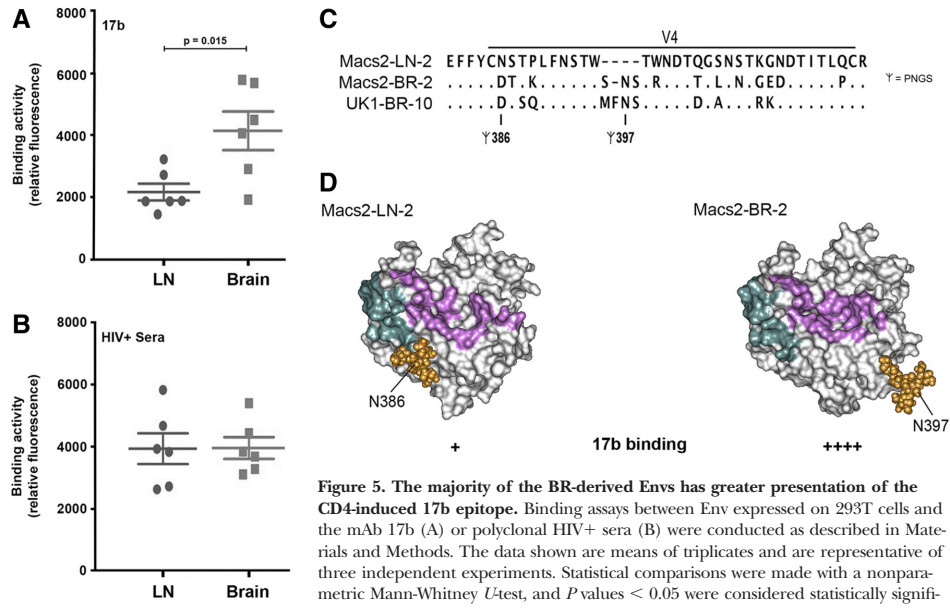 A
17b
Binding activity
(relative fluorescence)
8000
6000
4000
2000
0
p = 0.015
LN Brain
B
HIV+ Sera
Binding activity
(relative fluorescence)
8000
6000
4000
2000
0
LN Brain
C
V4
Macs2-LN-2 EFFYCNSTPLFNSTW----TWNDTQGSNSTKGNDTITLQCR
Macs2-BR-2 .....DT.K......S-NS.R...T.L.N.GED......P..
UK1-BR-10 .....D.SQ......MFNS.....D.A...RK..........
Ψ = PNGS
Ψ386 Ψ397
D
Macs2-LN-2 Macs2-BR-2
N386
N397
+ 17b binding ++++
Figure 5. The majority of the BR-derived Envs has greater presentation of the
CD4-induced 17b epitope. Binding assays between Env expressed on 293T cells and
the mAb 17b (A) or polyclonal HIV+ sera (B) were conducted as described in Mate-
rials and Methods. The data shown are means of triplicates and are representative of
three independent experiments. Statistical comparisons were made with a nonpara-
metric Mann-Whitney U-test, and P values < 0.05 were considered statistically signifi-